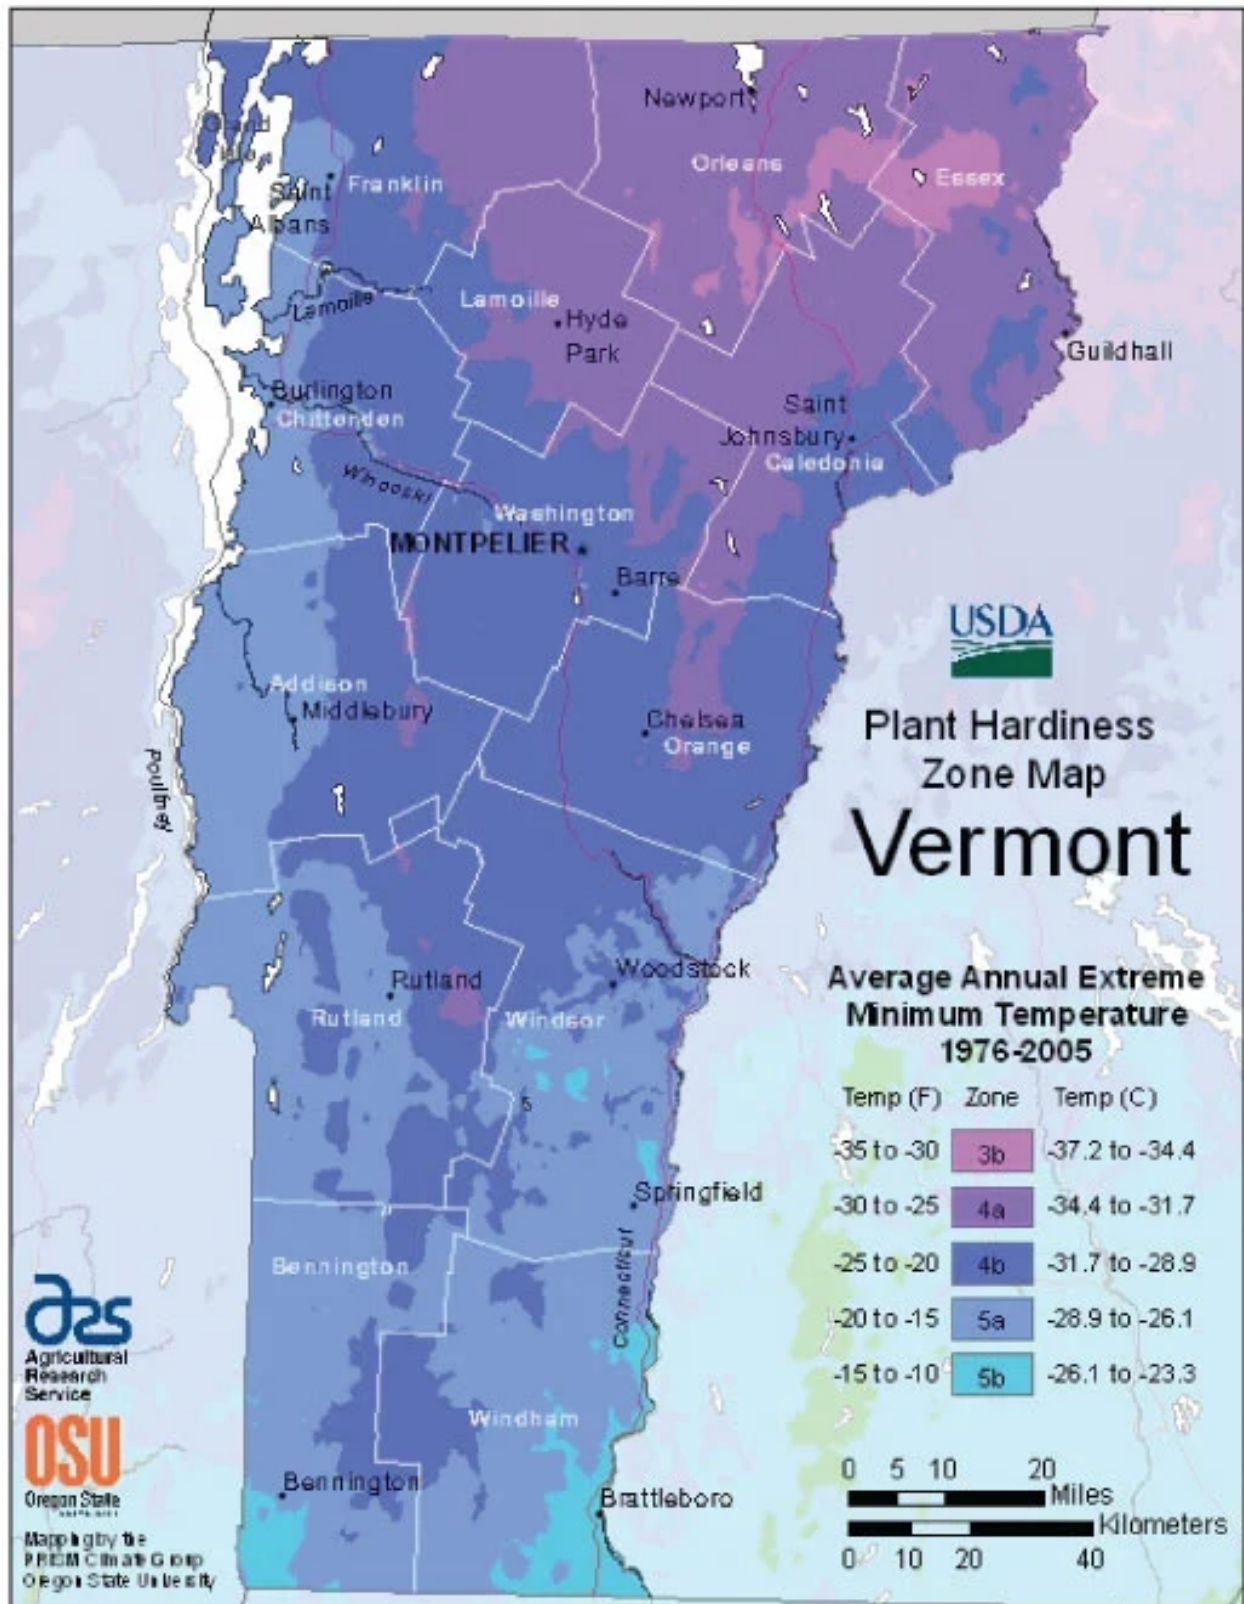 Newport
Orleans
Essex
Grand
Isle
Franklin
Saint
Albans
Lamoille
Lamoille
Hyde
Park
Guildhall
Burlington
Chittenden
Saint
Johnsbury
Caledonia
Winooski
Washington
MONTPELIER
Barre
USDA
Addison
Middlebury
Chelsea
Orange
Plant Hardiness
Zone Map
Vermont
Poultney
Rutland
Rutland
Woodstock
Windsor
Average Annual Extreme
Minimum Temperature
1976-2005
Temp (F) Zone Temp (C)
-35 to -30 3b -37.2 to -34.4
-30 to -25 4a -34.4 to -31.7
-25 to -20 4b -31.7 to -28.9
-20 to -15 5a -28.9 to -26.1
-15 to -10 5b -26.1 to -23.3
Springfield
Bennington
Connecticut
Windham
Bennington
Brattleboro
ars
Agricultural
Research
Service
OSU
Oregon State
Mapping by the
PRISM Climate Group
Oregon State University
0 5 10 20
Miles
Kilometers
0 10 20 40